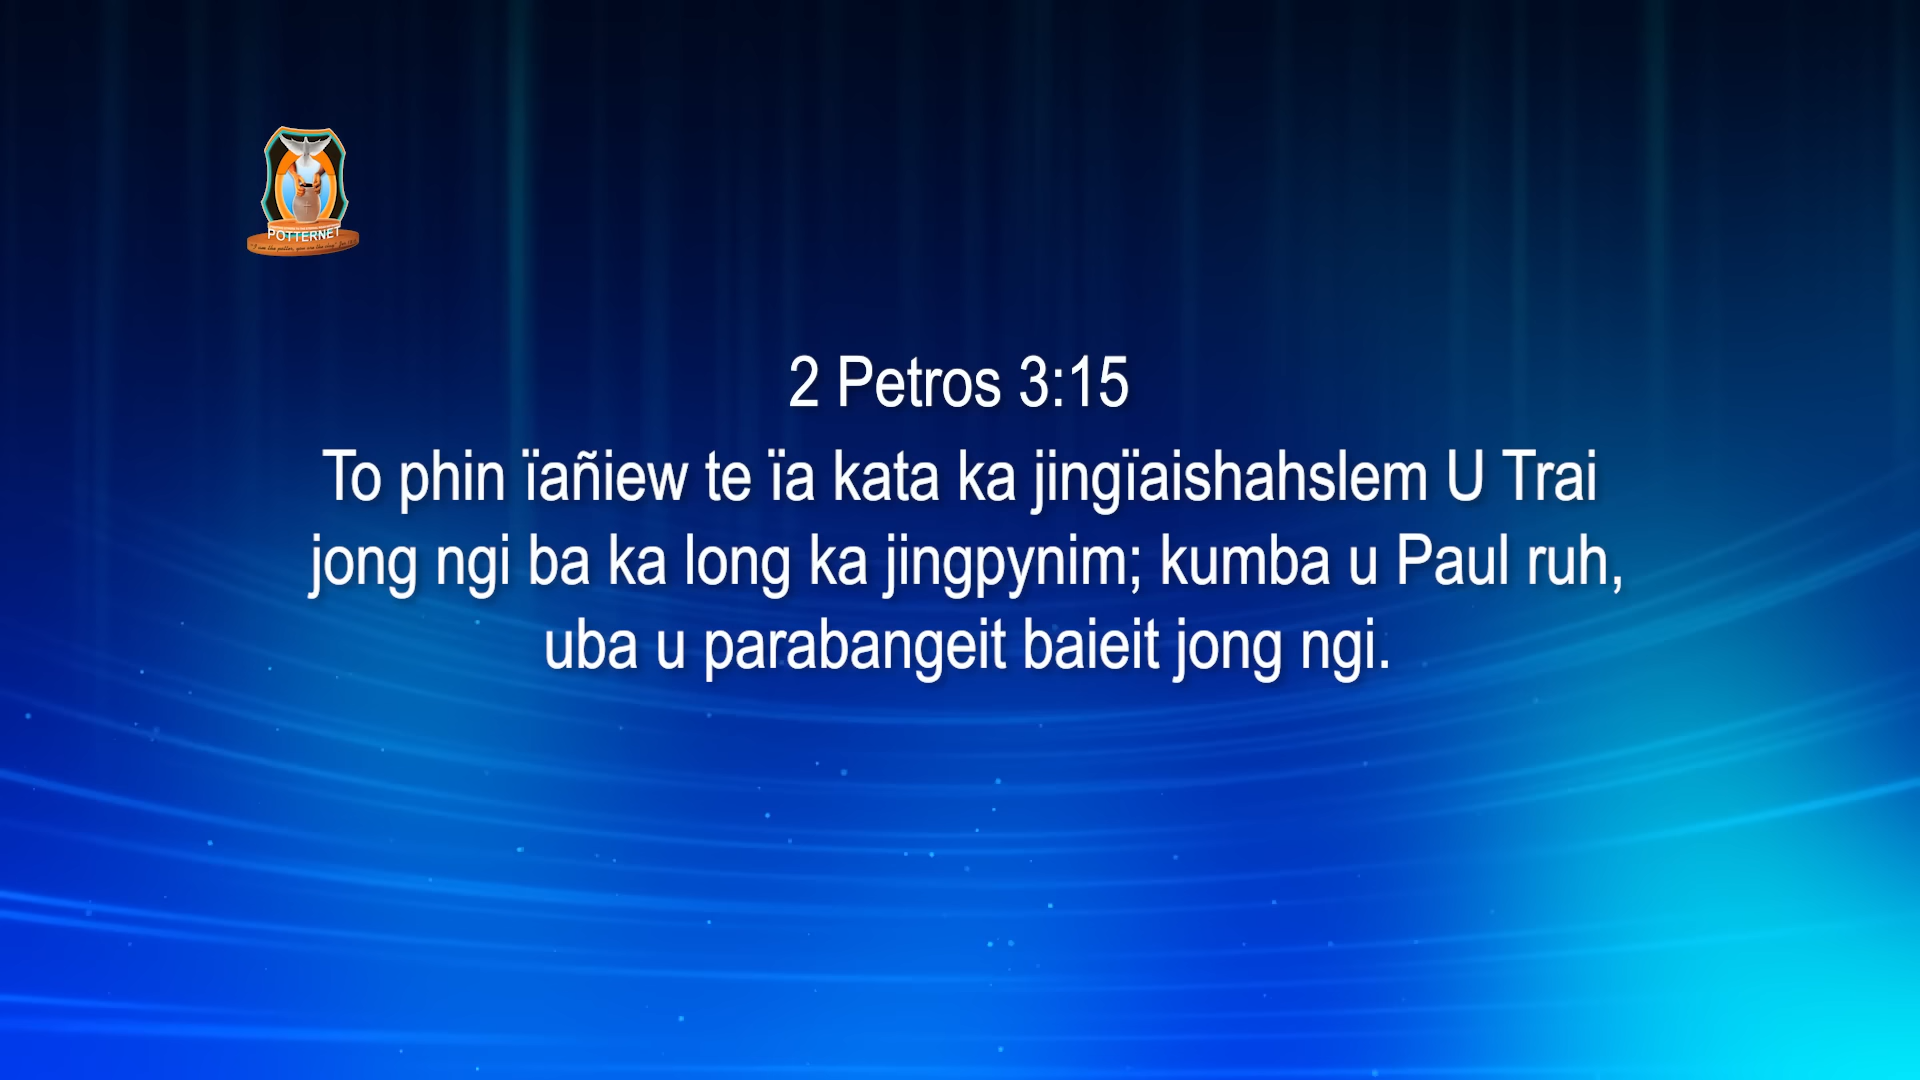 POTTERNET
2 Petros 3:15
To phin ïañiew te ïa kata ka jingïaishahslem U Trai
jong ngi ba ka long ka jingpynim; kumba u Paul ruh,
uba u parabangeit baieit jong ngi.